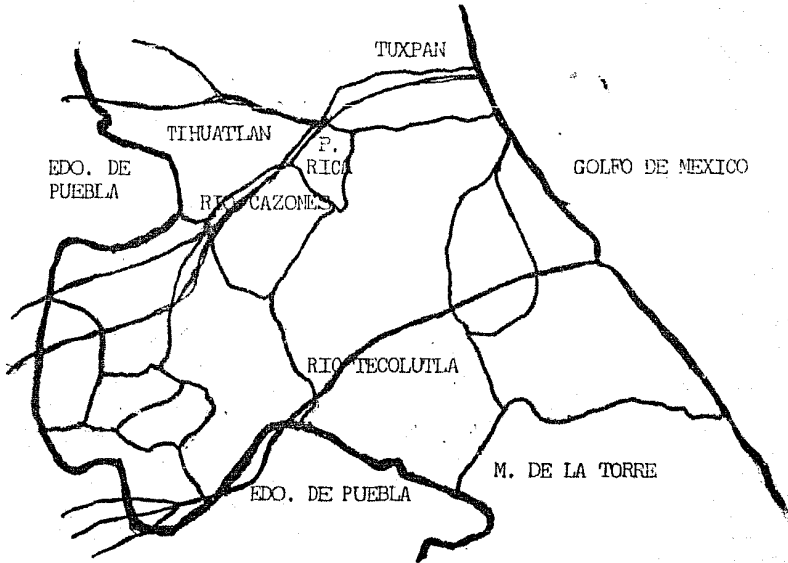 TUXPAN
TIHUATLAN
P.
RICA
EDO. DE
PUEBLA
GOLFO DE MEXICO
RIO CAZONES
RIO TECOLUTLA
M. DE LA TORRE
EDO. DE PUEBLA